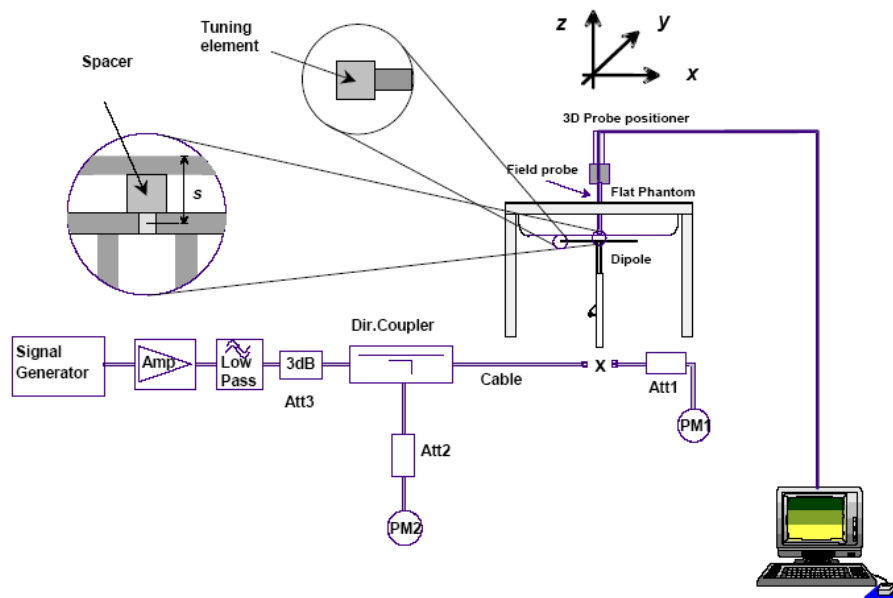 Tuning
element
Spacer
z
y
x
3D Probe positioner
s
Field probe
Flat Phantom
Dipole
Dir.Coupler
Signal
Generator
Amp
Low
Pass
3dB
Att3
Cable
x
Att1
PM1
Att2
PM2